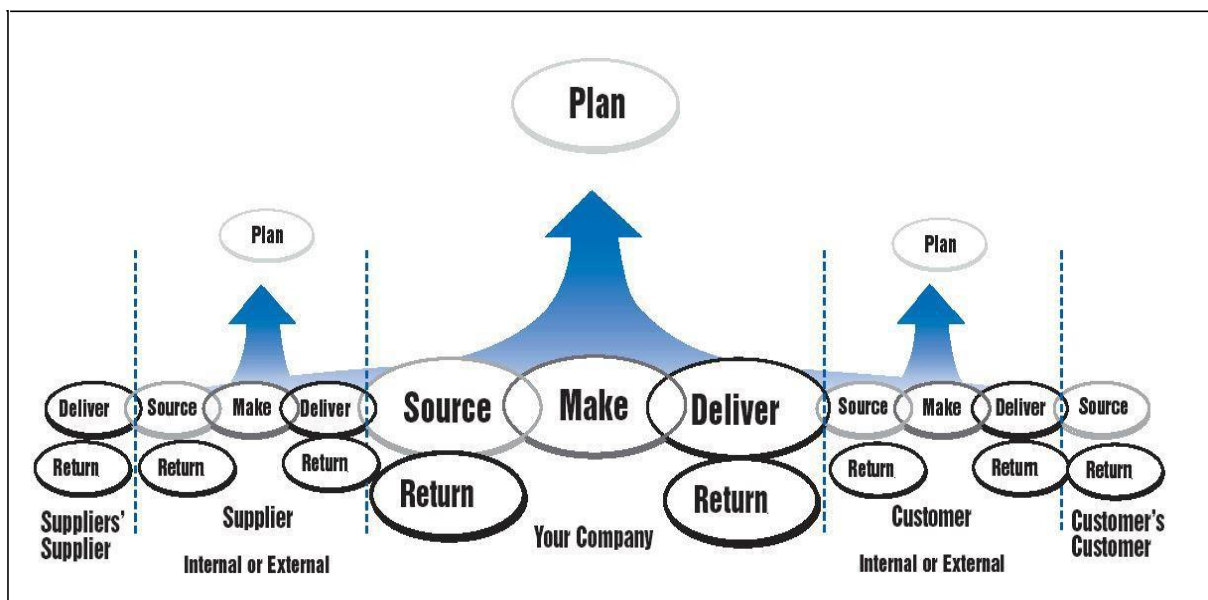 Plan
Plan
Plan
Deliver
Source
Make
Deliver
Source
Make
Deliver
Source
Make
Deliver
Source
Return
Return
Return
Return
Return
Return
Return
Return
Suppliers'
Supplier
Supplier
Internal or External
Your Company
Customer
Internal or External
Customer's
Customer